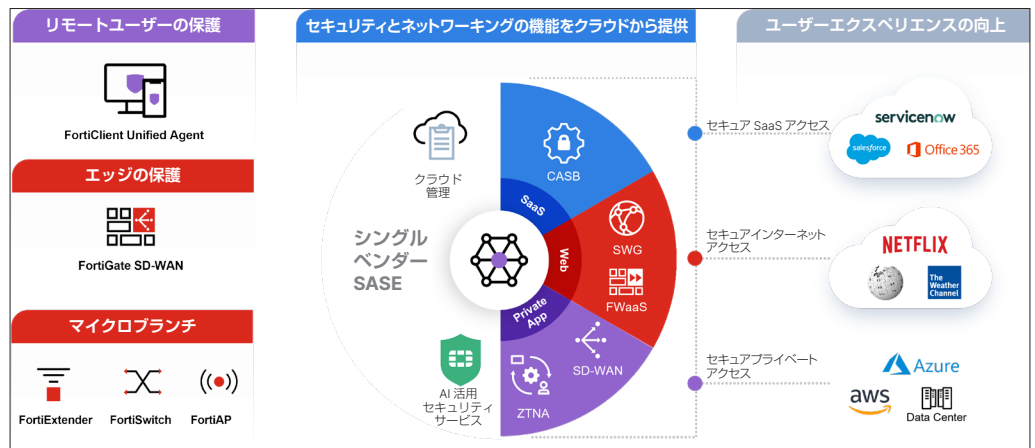 リモートユーザーの保護
FortiClient Unified Agent
エッジの保護
FortiGate SD-WAN
マイクロブランチ
FortiExtender
FortiSwitch
FortiAP
セキュリティとネットワーキングの機能をクラウドから提供
クラウド
管理
シングル
ベンダー
SASE
AI 活用
セキュリティ
サービス
CASB
SaaS
SWG
Web
FWaaS
Private
App
SD-WAN
ZTNA
ユーザーエクスペリエンスの向上
セキュア SaaS アクセス
servicenow
salesforce
Office 365
セキュアインターネット
アクセス
NETFLIX
The
Weather
Channel
セキュアプライベート
アクセス
Azure
aws
Data Center